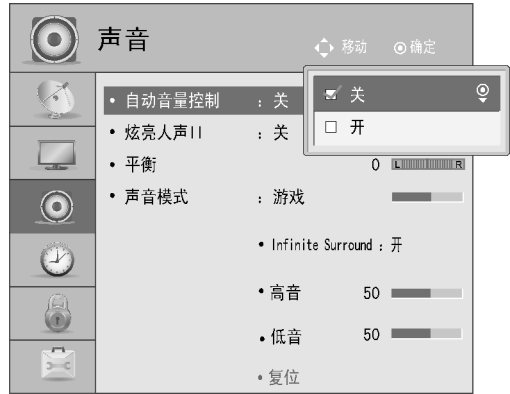 声音
移动 确定
• 自动音量控制 : 关
关
开
• 炫亮人声II : 关
• 平衡 0 L R
• 声音模式 : 游戏
• Infinite Surround : 开
• 高音 50
• 低音 50
• 复位